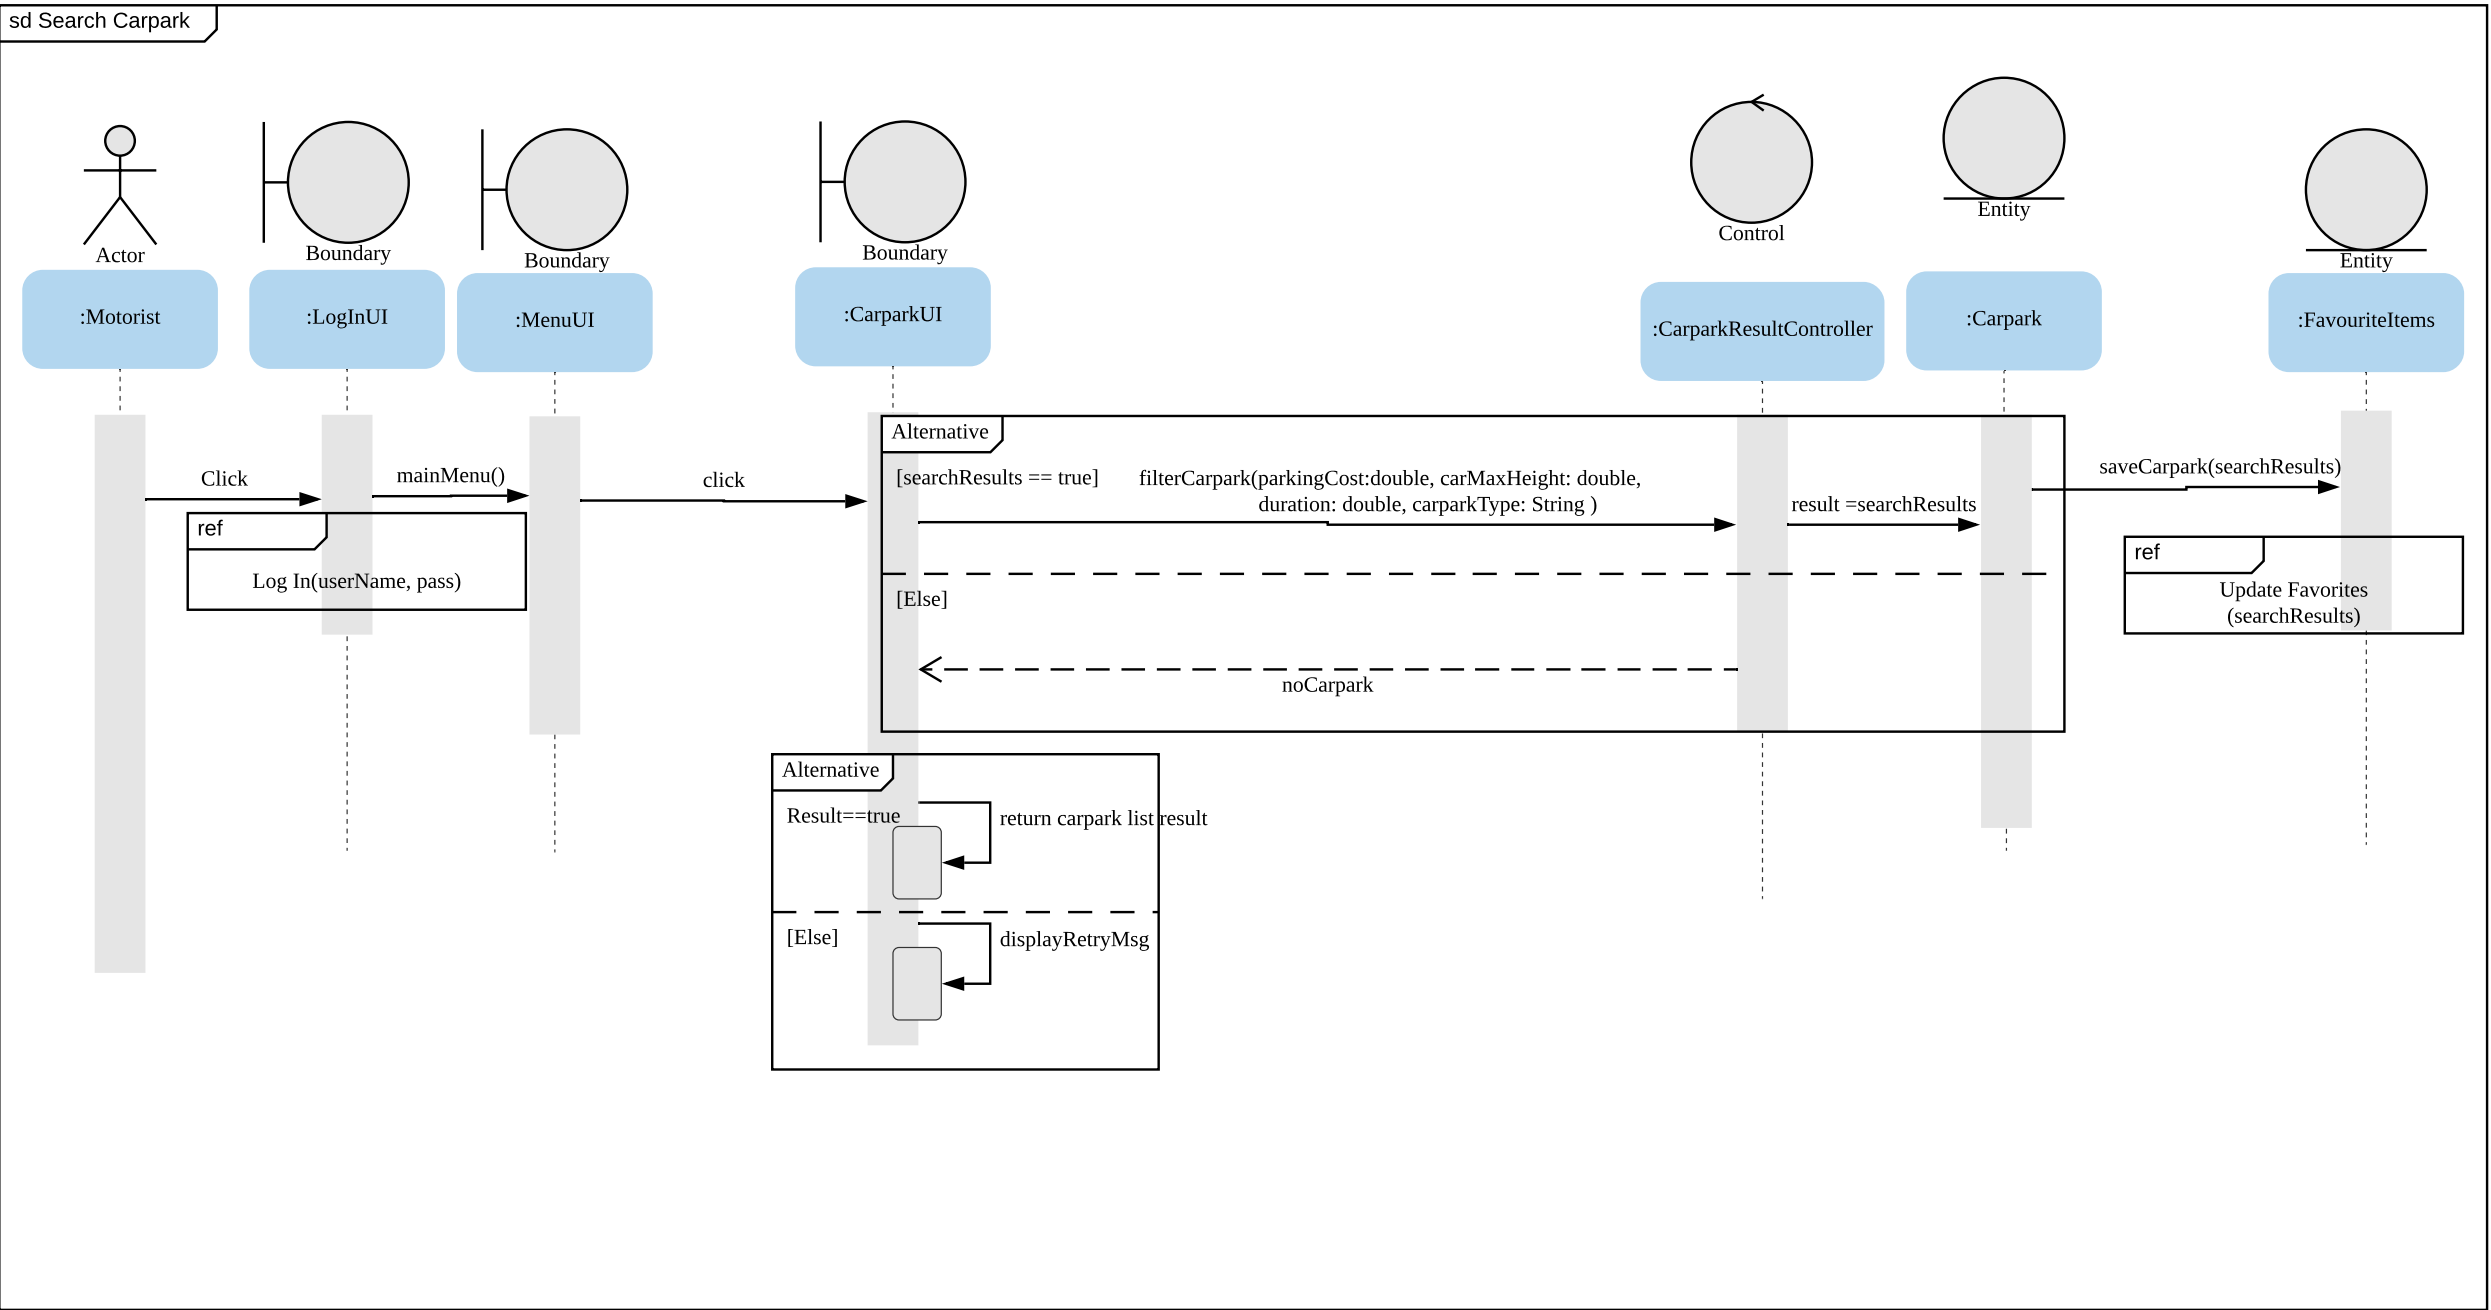 sd Search Carpark
Actor
Boundary
Boundary
Boundary
Control
Entity
Entity
:Motorist
:LogInUI
:MenuUI
:CarparkUI
:CarparkResultController
:Carpark
:FavouriteItems
Click
mainMenu()
click
Alternative
[searchResults == true]
filterCarpark(parkingCost:double, carMaxHeight: double,
duration: double, carparkType: String )
result =searchResults
saveCarpark(searchResults)
ref
Log In(userName, pass)
ref
Update Favorites
(searchResults)
[Else]
noCarpark
Alternative
Result==true
return carpark list result
[Else]
displayRetryMsg